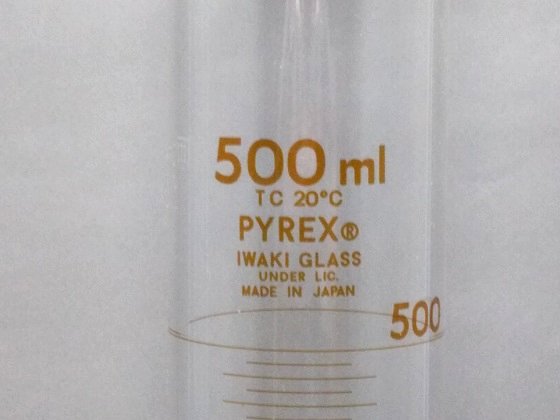 500 ml
TC 20°C
PYREX®
IWAKI GLASS
UNDER LIC.
MADE IN JAPAN
500